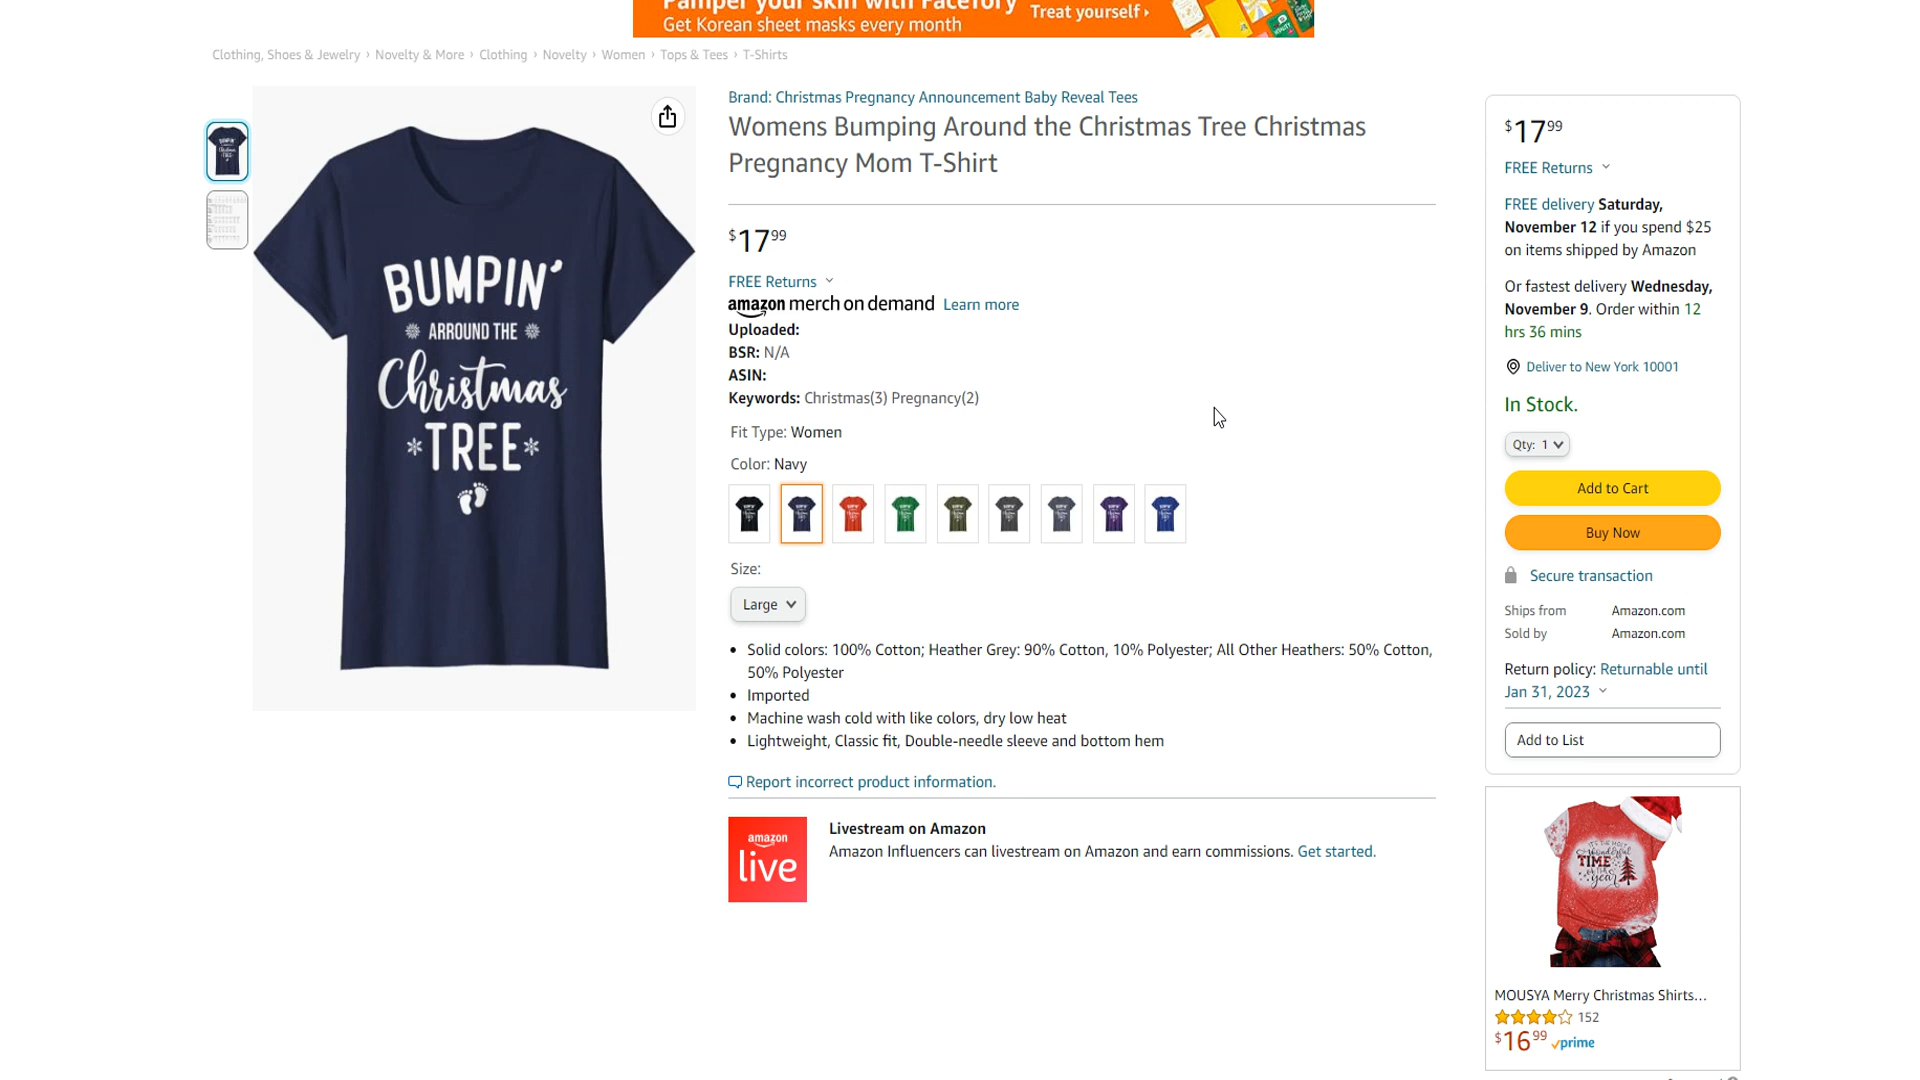 Pamper your skin with FaceTory
Get Korean sheet masks every month
Treat yourself ›
Clothing, Shoes & Jewelry › Novelty & More › Clothing › Novelty › Women › Tops & Tees › T-Shirts
BUMPIN'
ARROUND THE
Christmas
TREE
Brand: Christmas Pregnancy Announcement Baby Reveal Tees
Womens Bumping Around the Christmas Tree Christmas
Pregnancy Mom T-Shirt
$17 99
FREE Returns
amazon merch on demand Learn more
Uploaded:
BSR: N/A
ASIN:
Keywords: Christmas(3) Pregnancy(2)
Fit Type: Women
Color: Navy
Size:
Large
• Solid colors: 100% Cotton; Heather Grey: 90% Cotton, 10% Polyester; All Other Heathers: 50% Cotton,
50% Polyester
• Imported
• Machine wash cold with like colors, dry low heat
• Lightweight, Classic fit, Double-needle sleeve and bottom hem
Report incorrect product information.
amazon
live
Livestream on Amazon
Amazon Influencers can livestream on Amazon and earn commissions. Get started.
$17 99
FREE Returns
FREE delivery Saturday,
November 12 if you spend $25
on items shipped by Amazon
Or fastest delivery Wednesday,
November 9. Order within 12
hrs 36 mins
Deliver to New York 10001
In Stock.
Qty: 1
Add to Cart
Buy Now
Secure transaction
Ships from Amazon.com
Sold by Amazon.com
Return policy: Returnable until
Jan 31, 2023
Add to List
IT'S THE MOST
Wonderful
TIME
OF THE
year
MOUSYA Merry Christmas Shirts...
152
$16 99 prime